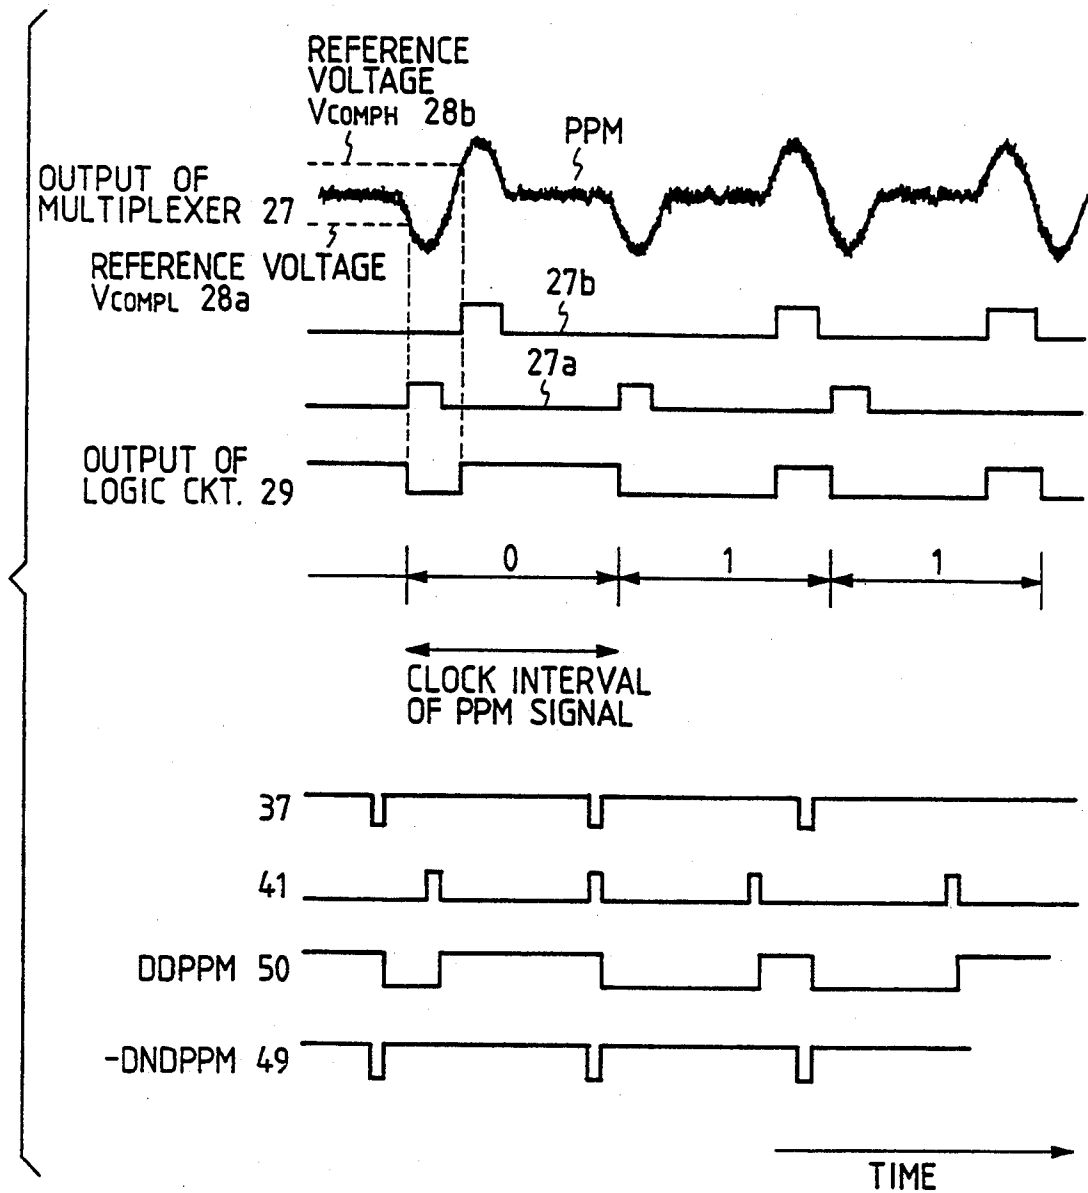 REFERENCE
VOLTAGE
VCOMPH 28b
PPM
OUTPUT OF
MULTIPLEXER 27
REFERENCE VOLTAGE
VCOMPL 28a
27b
27a
OUTPUT OF
LOGIC CKT. 29
0 1 1
CLOCK INTERVAL
OF PPM SIGNAL
37
41
DDPPM 50
-DNDPPM 49
TIME